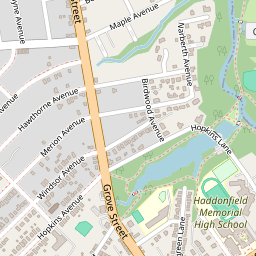 Maple Avenue
Street
Narberth Avenue
Hawthorne Avenue
Birdwood Avenue
Merion Avenue
Hopkins Lane
Windsor Avenue
Grove Street
Hopkins Avenue
Haddonfield
Memorial
High School